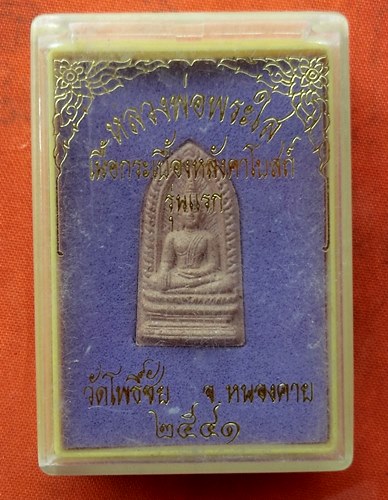 หลวงพ่อพระใส
เนื้อกระเบื้องหลังคาโบสถ์
รุ่นแรก
วัดโพธิ์ชัย จ.หนองคาย
๒๕๔๑